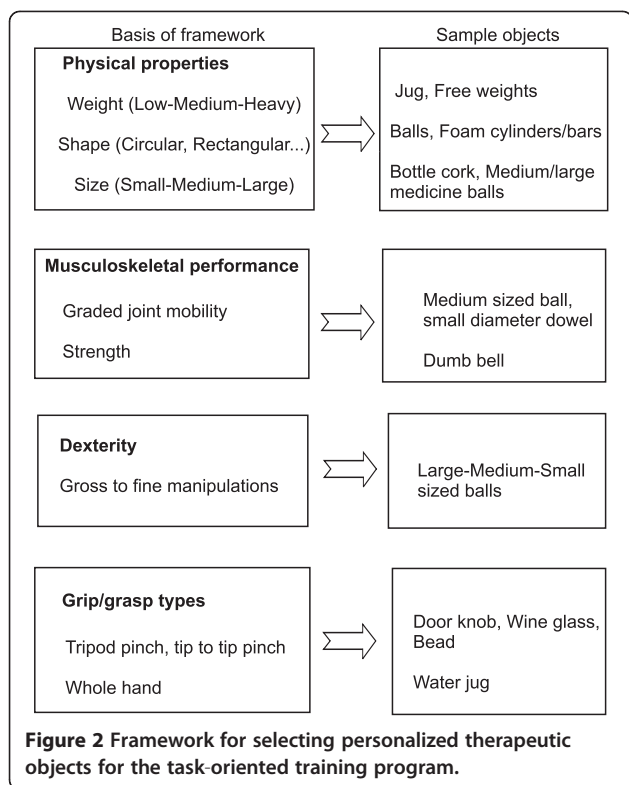 Basis of framework
Sample objects
Physical properties
Weight (Low-Medium-Heavy)
Shape (Circular, Rectangular...)
Size (Small-Medium-Large)
Jug, Free weights
Balls, Foam cylinders/bars
Bottle cork, Medium/large
medicine balls
Musculoskeletal performance
Graded joint mobility
Strength
Medium sized ball,
small diameter dowel
Dumb bell
Dexterity
Gross to fine manipulations
Large-Medium-Small
sized balls
Grip/grasp types
Tripod pinch, tip to tip pinch
Whole hand
Door knob, Wine glass,
Bead
Water jug
Figure 2 Framework for selecting personalized therapeutic
objects for the task-oriented training program.